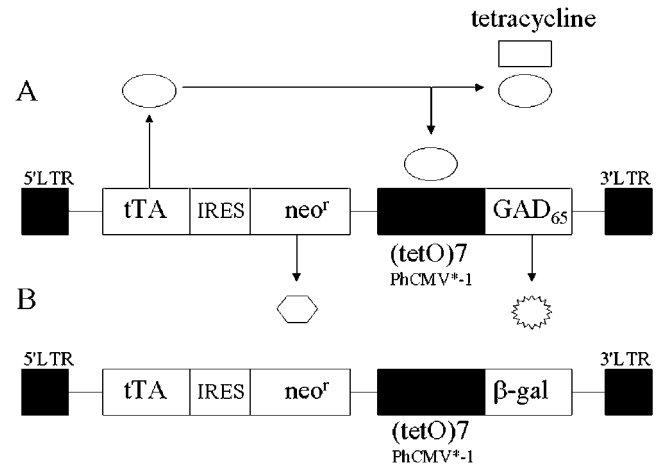 tetracycline
A
5'LTR 3'LTR
tTA IRES neoʳ GAD₆₅
(tetO)7
PhCMV*-1
B
5'LTR 3'LTR
tTA IRES neoʳ β-gal
(tetO)7
PhCMV*-1